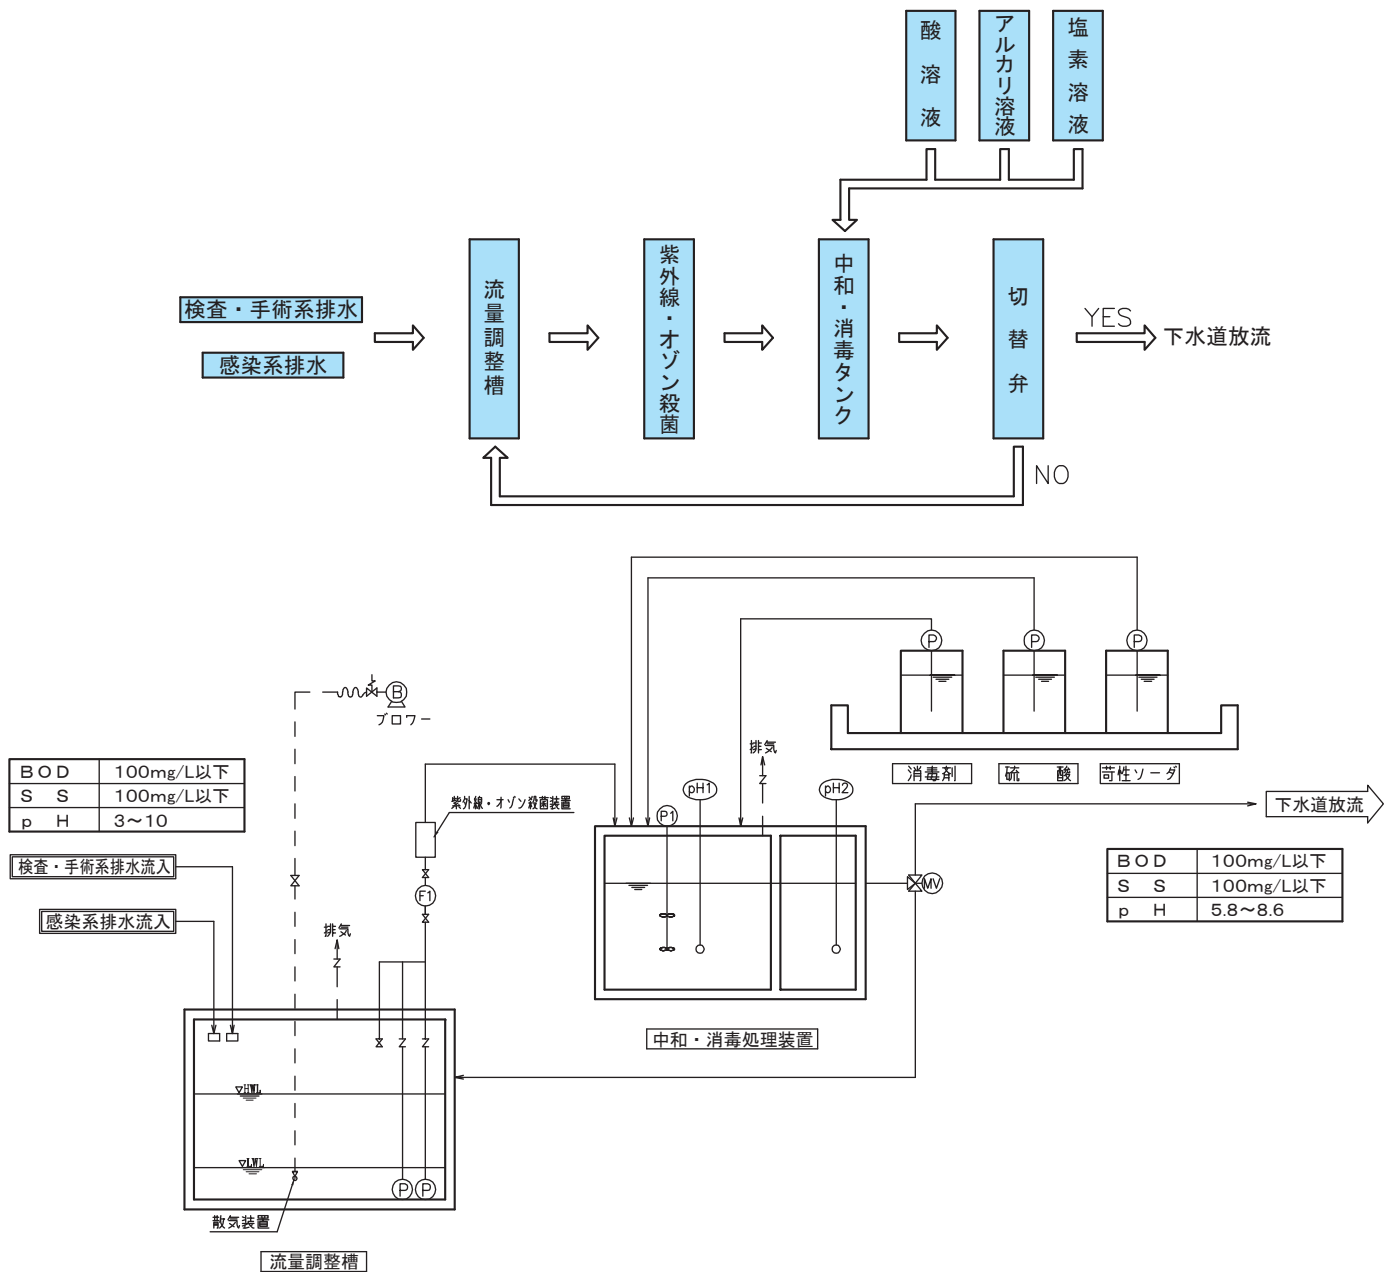 酸溶液
アルカリ溶液
塩素溶液
検査・手術系排水
感染系排水
流量調整槽
紫外線・オゾン殺菌
中和・消毒タンク
切替弁
YES
下水道放流
NO
P
P
P
B
ブロワー
消毒剤
硫 酸
苛性ソーダ
BOD 100mg/L以下
S S 100mg/L以下
p H 3～10
紫外線・オゾン殺菌装置
排気
Z
pH1
pH2
P1
下水道放流
検査・手術系排水流入
感染系排水流入
F1
MV
BOD 100mg/L以下
S S 100mg/L以下
p H 5.8～8.6
排気
Z
Z
Z
中和・消毒処理装置
▽HWL
▽LWL
P
P
散気装置
流量調整槽